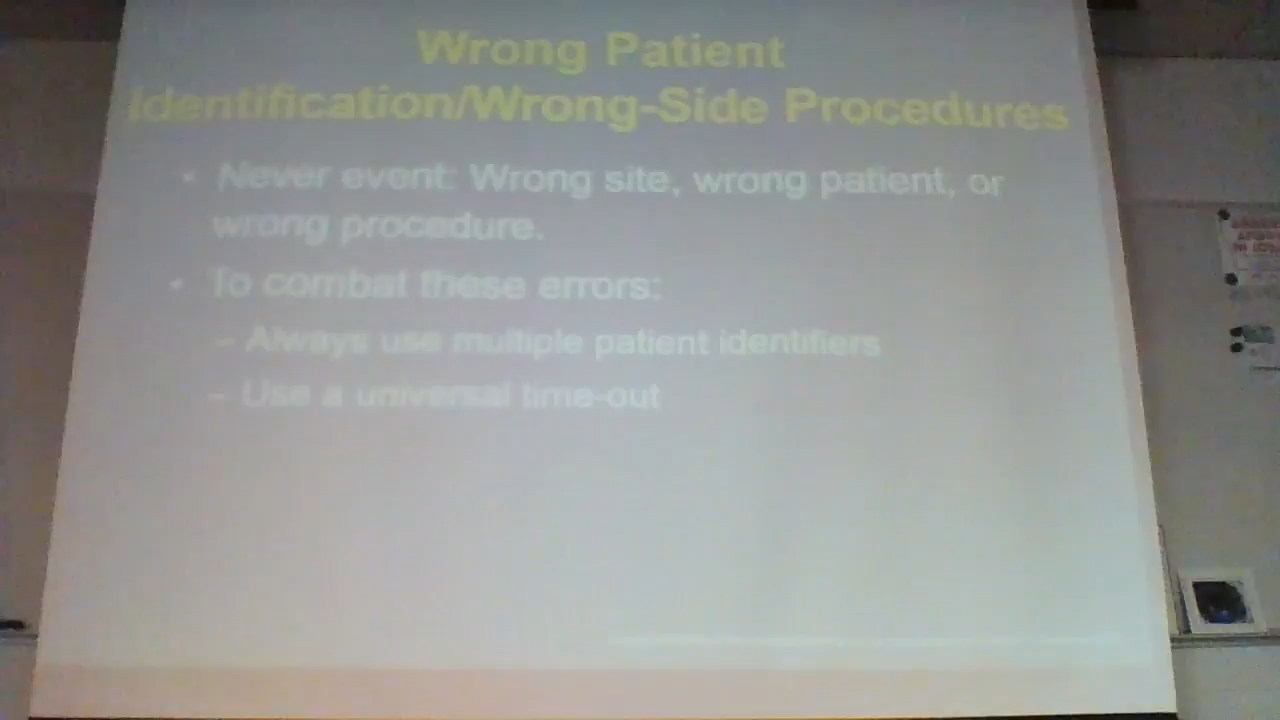 Wrong Patient
Identification/Wrong-Side Procedures
• Never event: Wrong site, wrong patient, or
wrong procedure.
• To combat these errors:
– Always use multiple patient identifiers
– Use a universal time-out